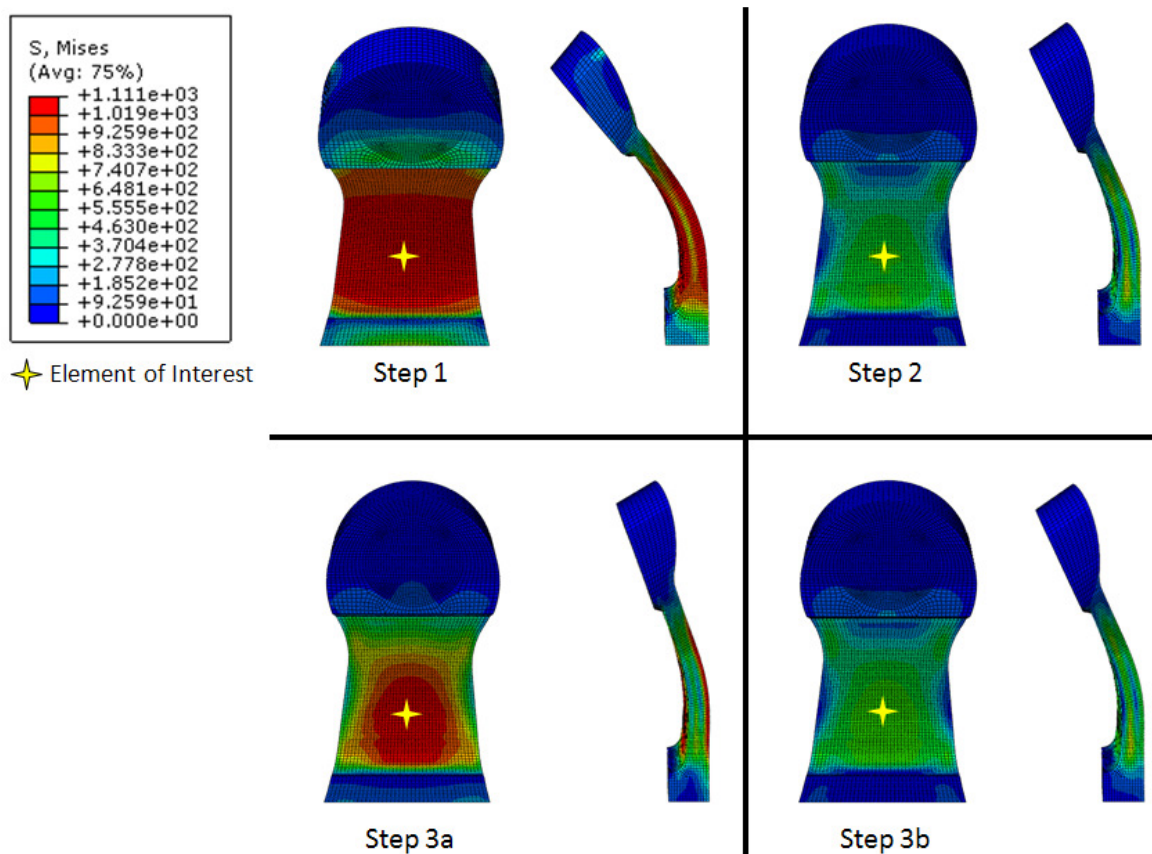 S, Mises
(Avg: 75%)
+1.111e+03
+1.019e+03
+9.259e+02
+8.333e+02
+7.407e+02
+6.481e+02
+5.555e+02
+4.630e+02
+3.704e+02
+2.778e+02
+1.852e+02
+9.259e+01
+0.000e+00
Element of Interest
Step 1
Step 2
Step 3a
Step 3b